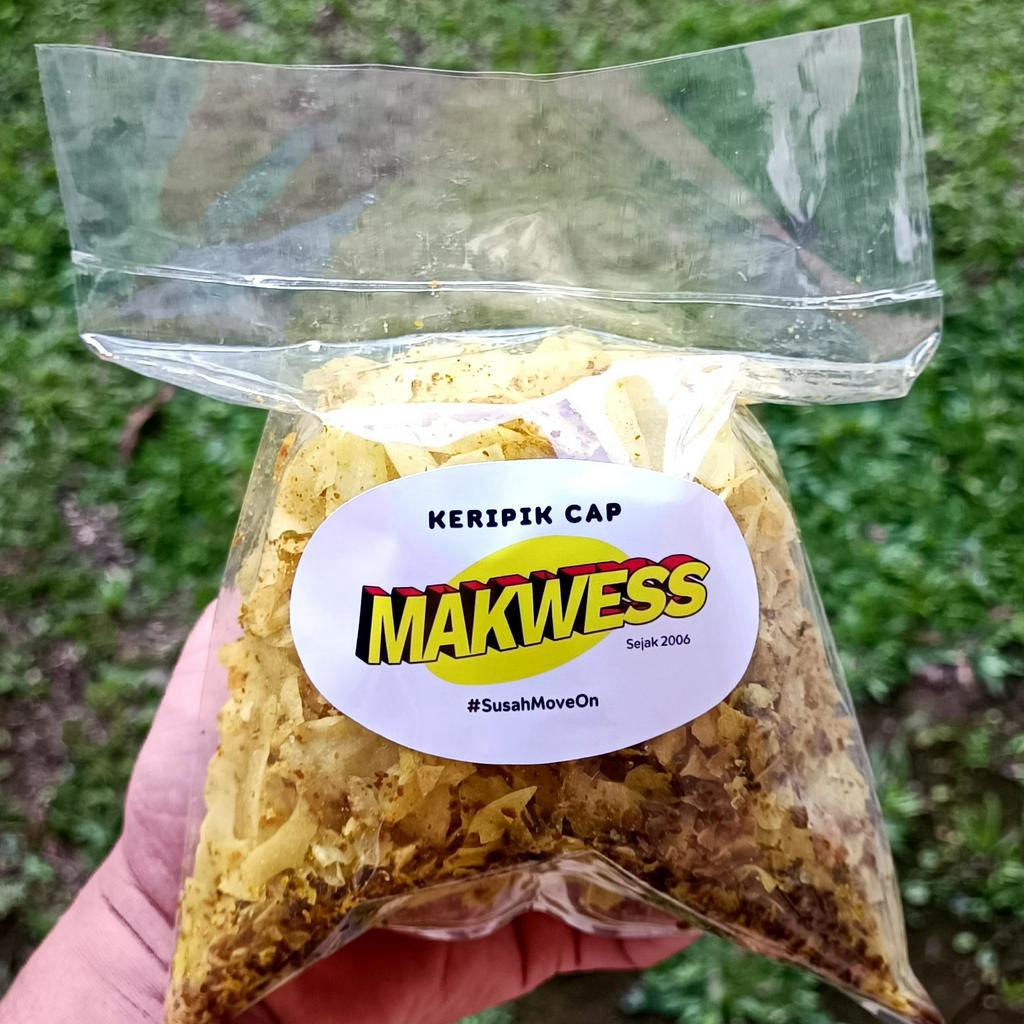 KERIPIK CAP
MAKWESS
Sejak 2006
#SusahMoveOn